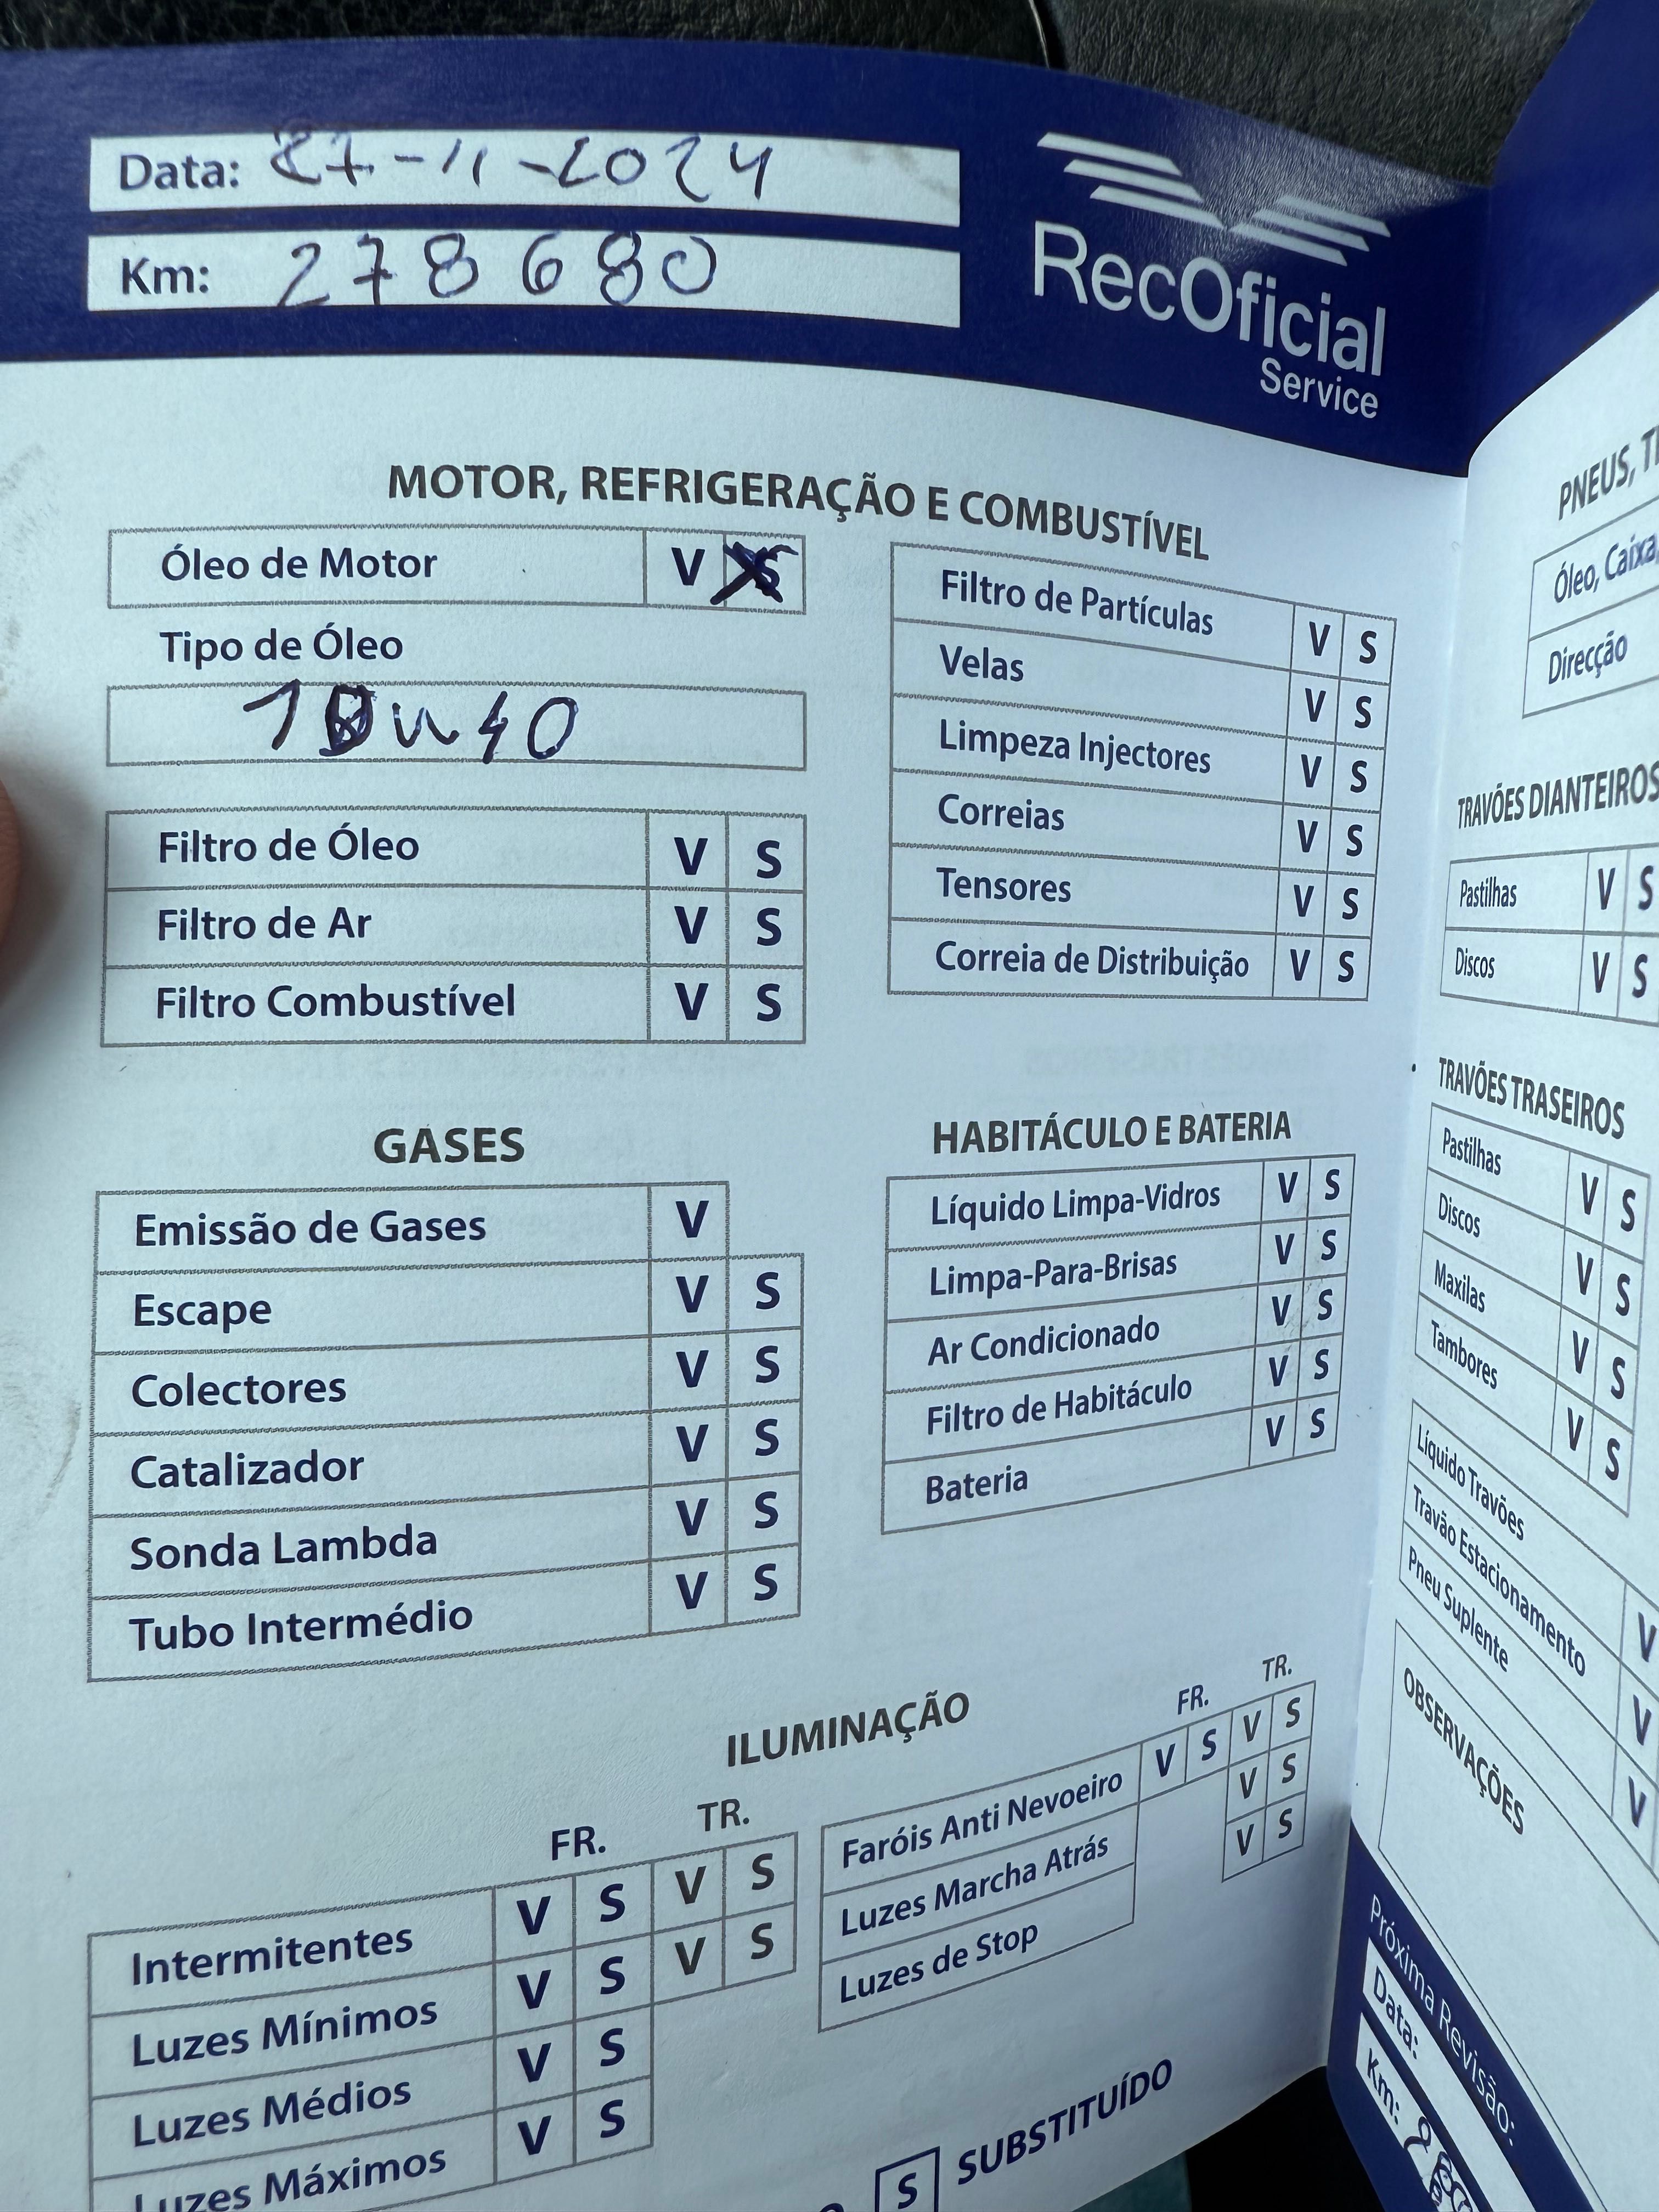 Data: 27-11-2024
Km: 278680
RecOficial
Service
MOTOR, REFRIGERAÇÃO E COMBUSTÍVEL
Óleo de Motor V S
Tipo de Óleo
10w40
Filtro de Óleo V S
Filtro de Ar V S
Filtro Combustível V S
Filtro de Partículas V S
Velas V S
Limpeza Injectores V S
Correias V S
Tensores V S
Correia de Distribuição V S
GASES
Emissão de Gases V
Escape V S
Colectores V S
Catalizador V S
Sonda Lambda V S
Tubo Intermédio V S
HABITÁCULO E BATERIA
Líquido Limpa-Vidros V S
Limpa-Para-Brisas V S
Ar Condicionado V S
Filtro de Habitáculo V S
Bateria V S
ILUMINAÇÃO
FR. TR.
Intermitentes V S V S
Luzes Mínimos V S V S
Luzes Médios V S
Luzes Máximos V S
FR. TR.
Faróis Anti Nevoeiro V S V S
Luzes Marcha Atrás V S
Luzes de Stop V S
S SUBSTITUÍDO
PNEUS,
Óleo, Caixa,
Direcção
TRAVÕES DIANTEIROS
Pastilhas V S
Discos V S
TRAVÕES TRASEIROS
Pastilhas V S
Discos V S
Maxilas V S
Tambores V S
Líquido Travões V
Travão Estacionamento V
Pneu Suplente V
OBSERVAÇÕES
Próxima Revisão:
Data:
Km: